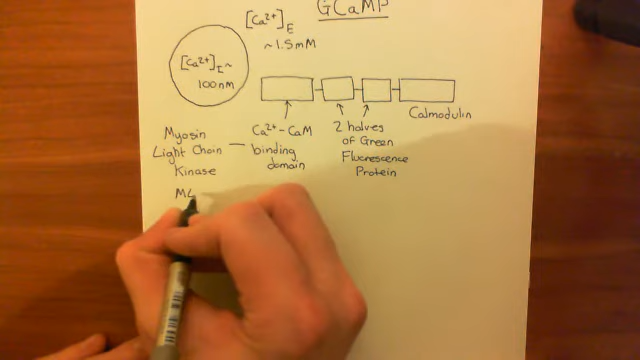 GCaMP
[Ca²⁺]E
~1.5mM
[Ca²⁺]I~
100nM
Calmodulin
Myosin
Light Chain —
Kinase
Ca²⁺-CaM
binding
domain
2 halves
of Green
Fluorescence
Protein
ML